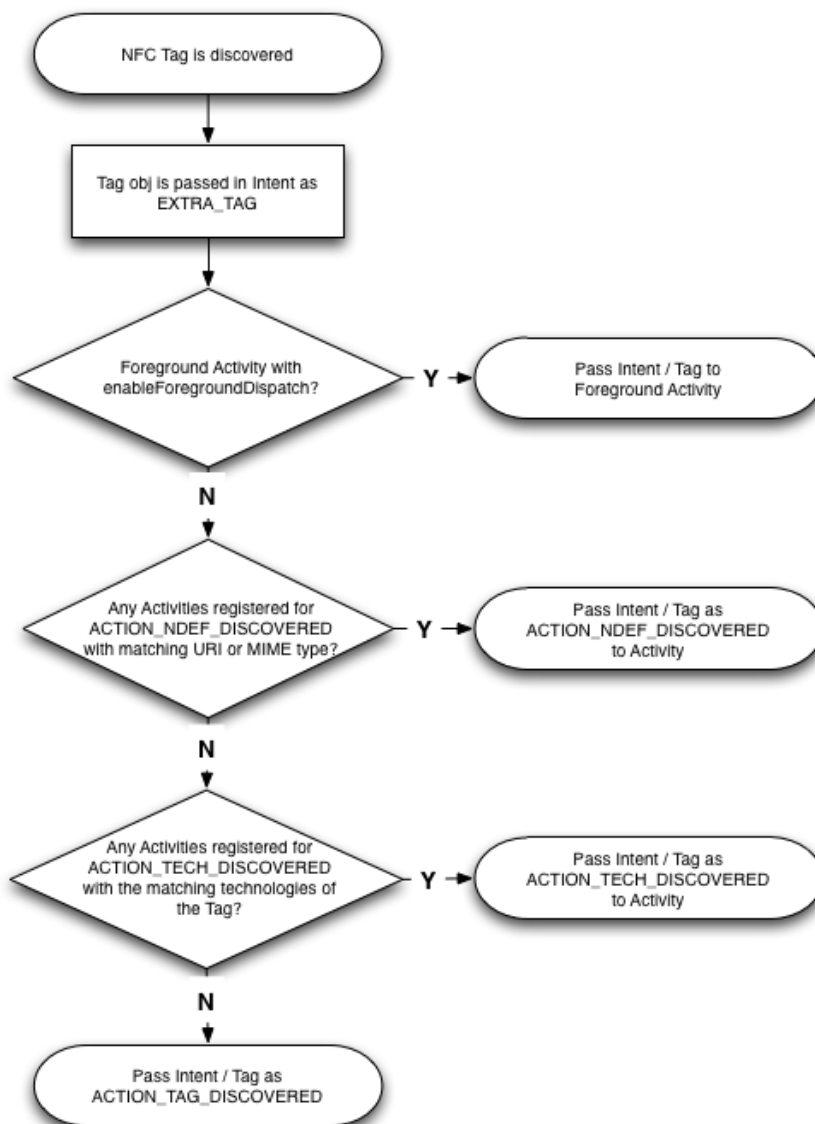 NFC Tag is discovered
Tag obj is passed in Intent as
EXTRA_TAG
Foreground Activity with
enableForegroundDispatch?
Y
Pass Intent / Tag to
Foreground Activity
N
Any Activities registered for
ACTION_NDEF_DISCOVERED
with matching URI or MIME type?
Y
Pass Intent / Tag as
ACTION_NDEF_DISCOVERED
to Activity
N
Any Activities registered for
ACTION_TECH_DISCOVERED
with the matching technologies of
the Tag?
Y
Pass Intent / Tag as
ACTION_TECH_DISCOVERED
to Activity
N
Pass Intent / Tag as
ACTION_TAG_DISCOVERED